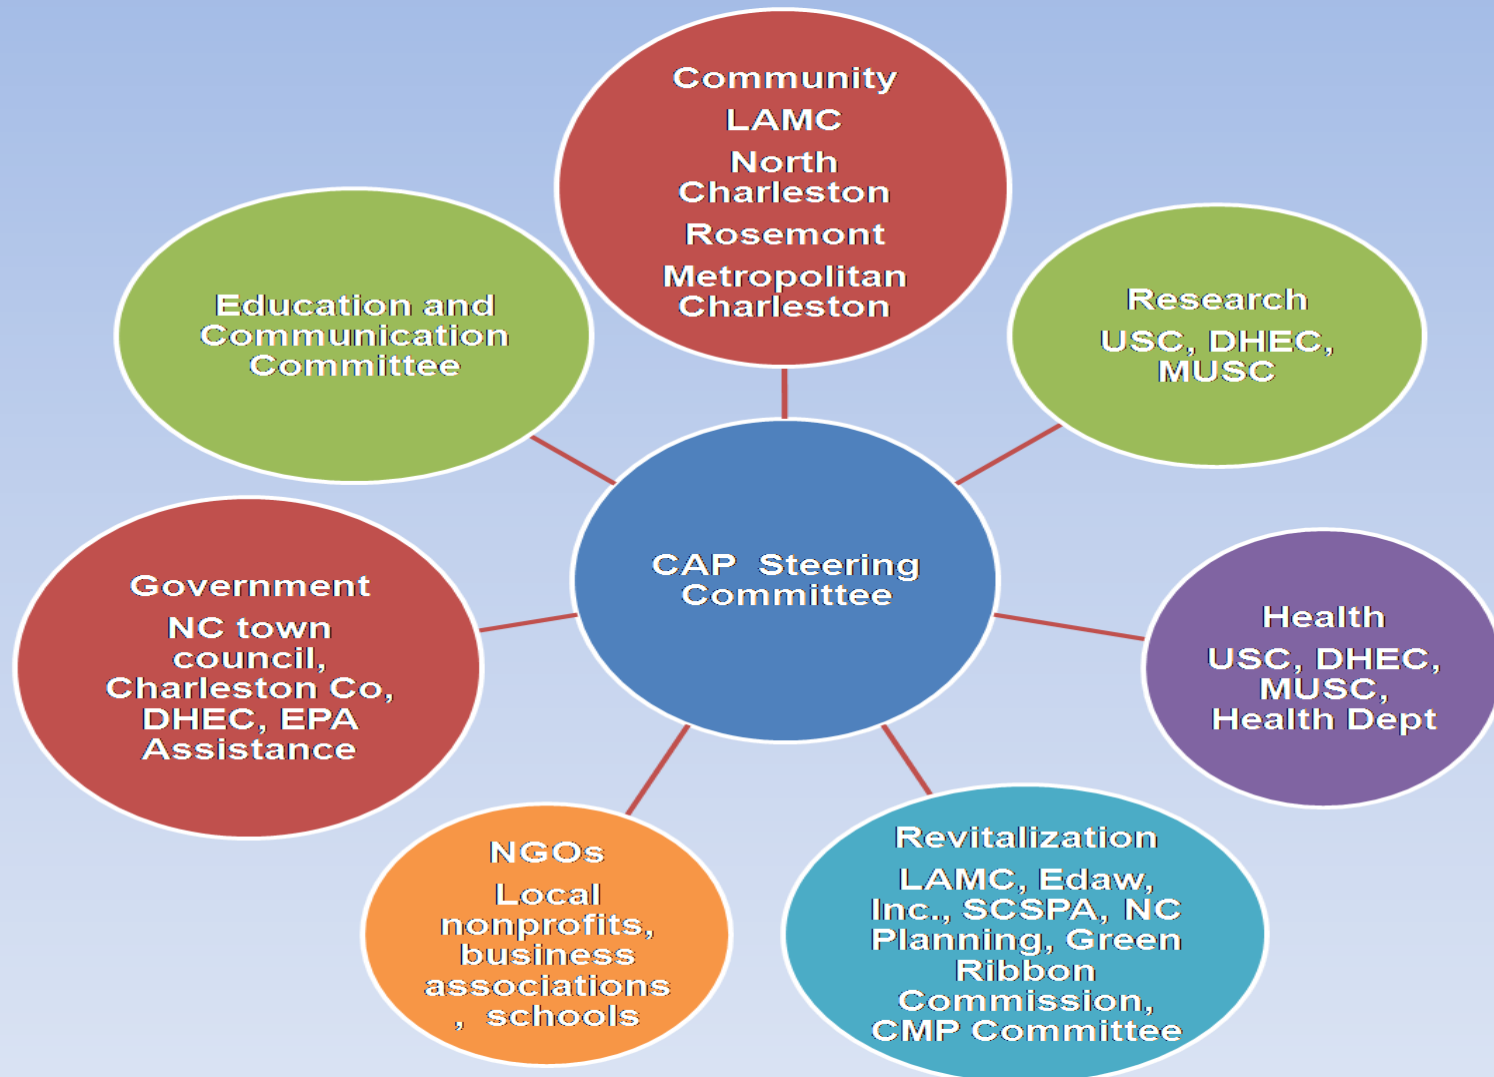 Community
LAMC
North
Charleston
Rosemont
Metropolitan
Charleston
Research
USC, DHEC,
MUSC
Health
USC, DHEC,
MUSC,
Health Dept
Revitalization
LAMC, Edaw,
Inc., SCSPA, NC
Planning, Green
Ribbon
Commission,
CMP Committee
NGOs
Local
nonprofits,
business
associations
, schools
Government
NC town
council,
Charleston Co,
DHEC, EPA
Assistance
Education and
Communication
Committee
CAP Steering
Committee